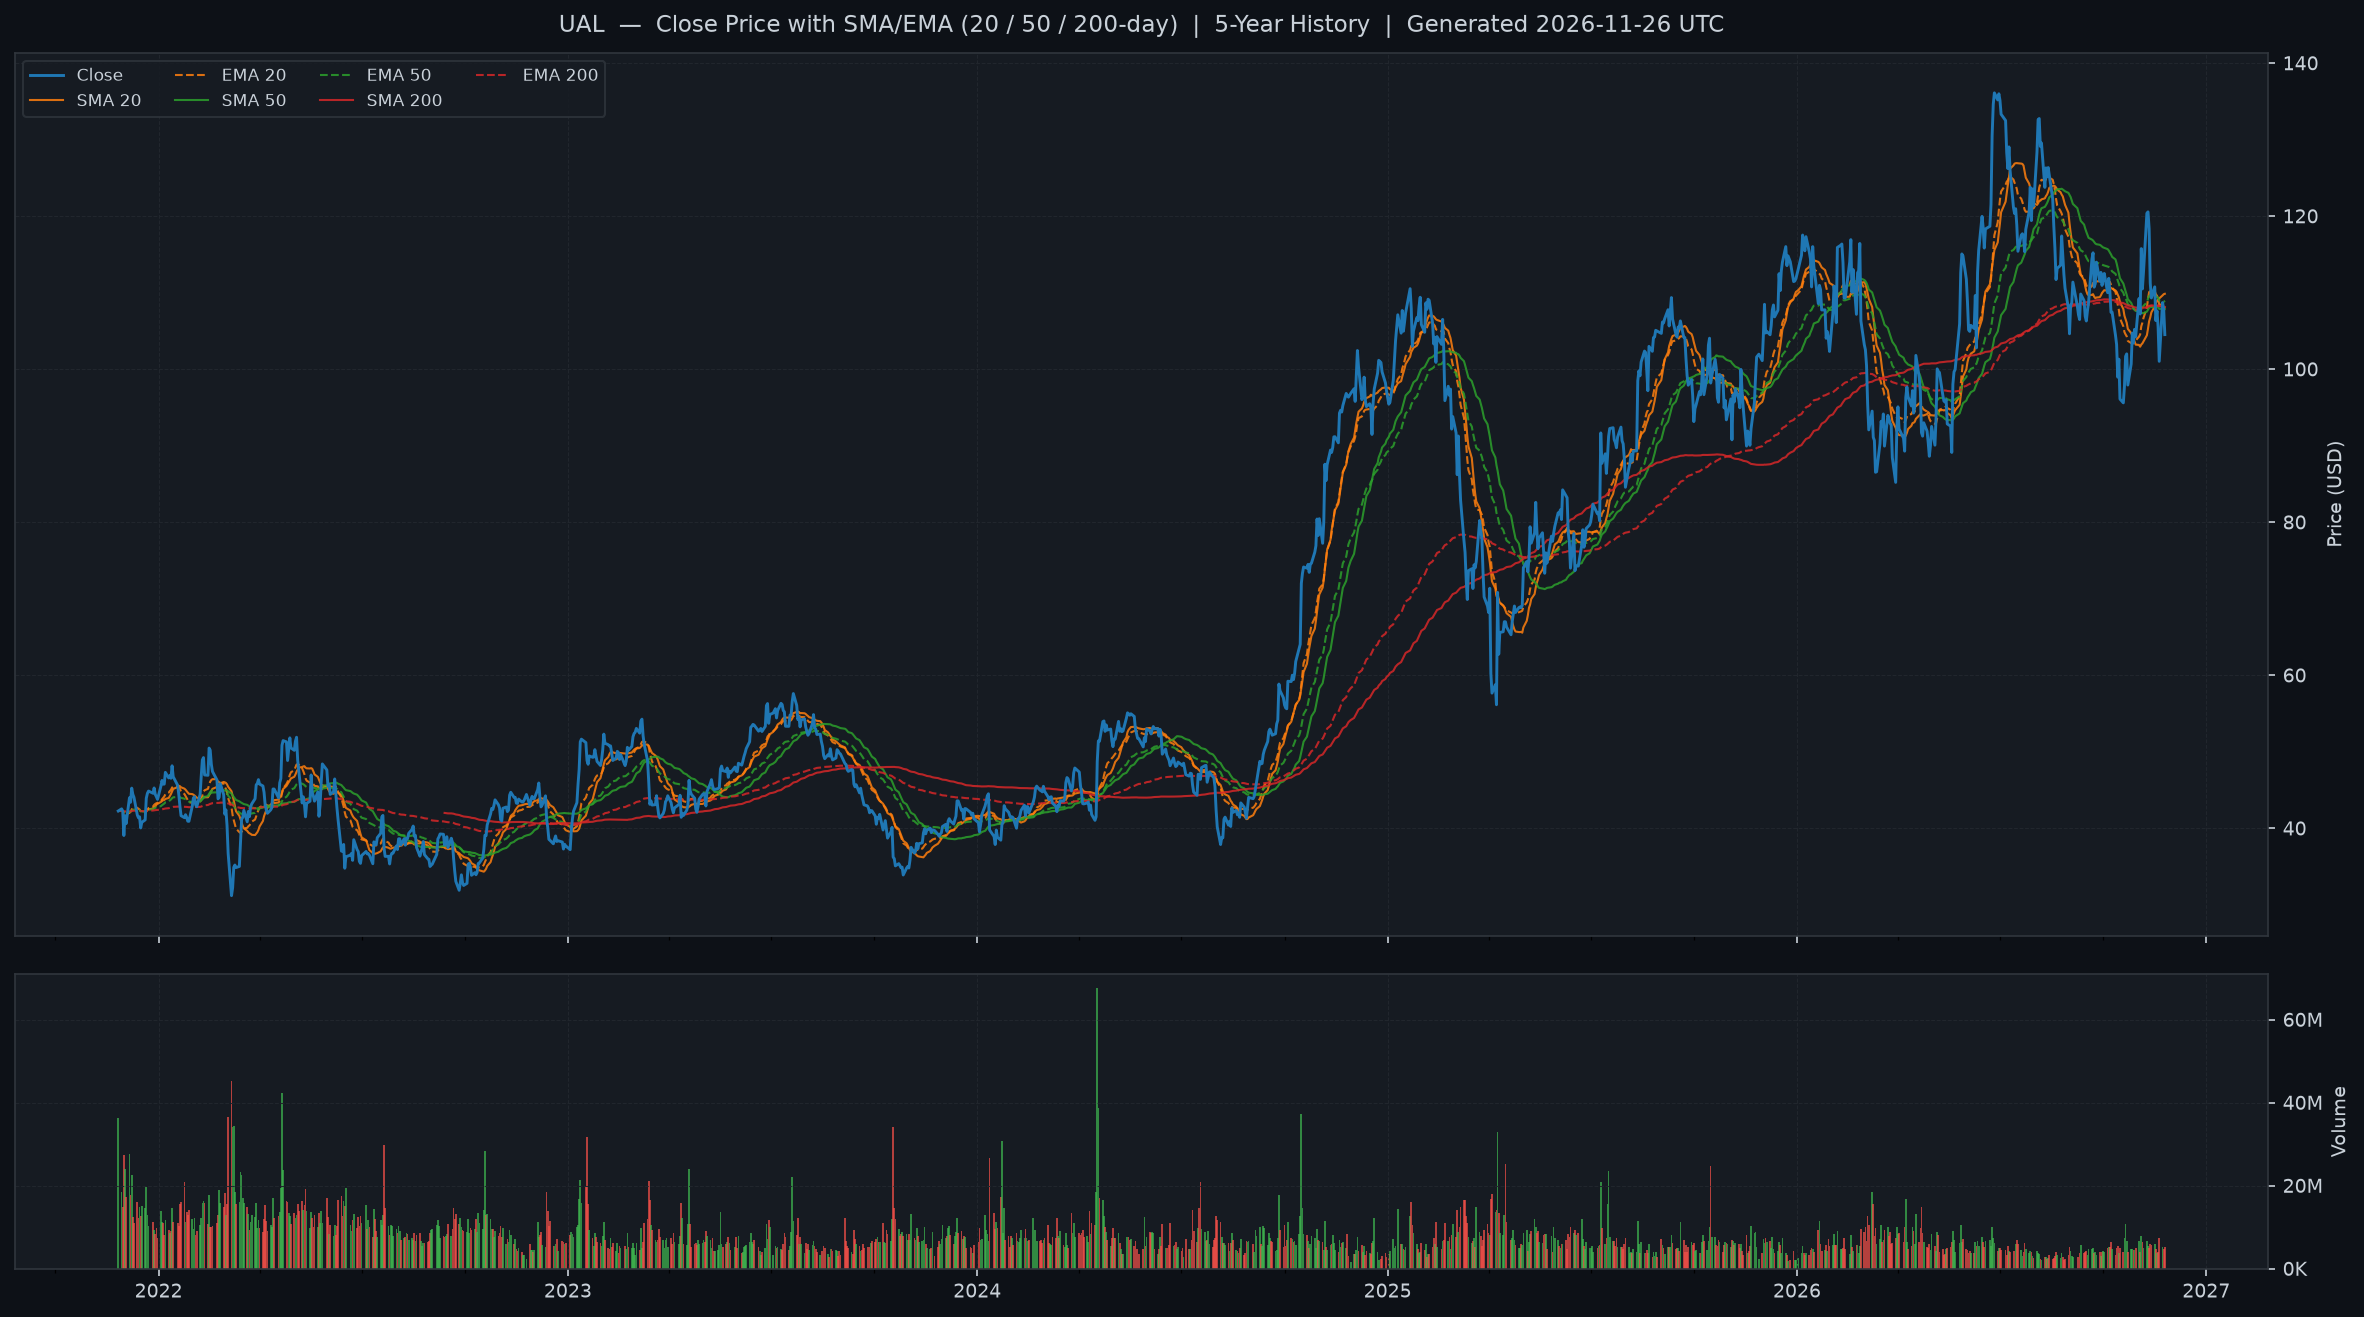 UAL — Close Price with SMA/EMA (20 / 50 / 200-day) | 5-Year History | Generated 2026-11-26 UTC
Close EMA 20 EMA 50 EMA 200
SMA 20 SMA 50 SMA 200
140
120
100
80
60
40
Price (USD)
60M
40M
20M
0K
Volume
2022 2023 2024 2025 2026 2027